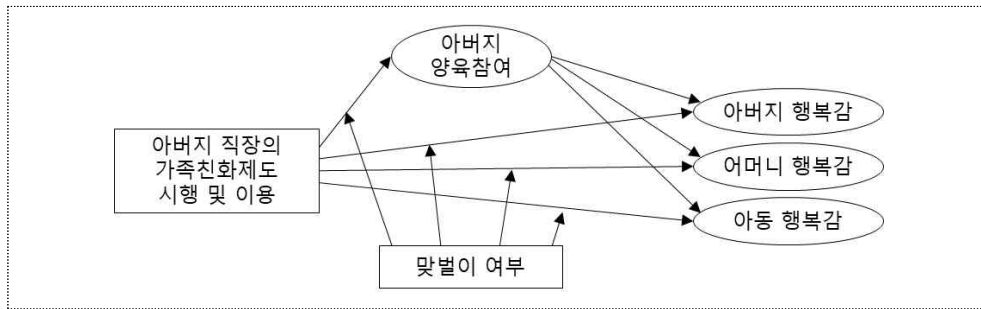 아버지
양육참여
아버지 행복감
아버지 직장의
가족친화제도
시행 및 이용
어머니 행복감
아동 행복감
맞벌이 여부